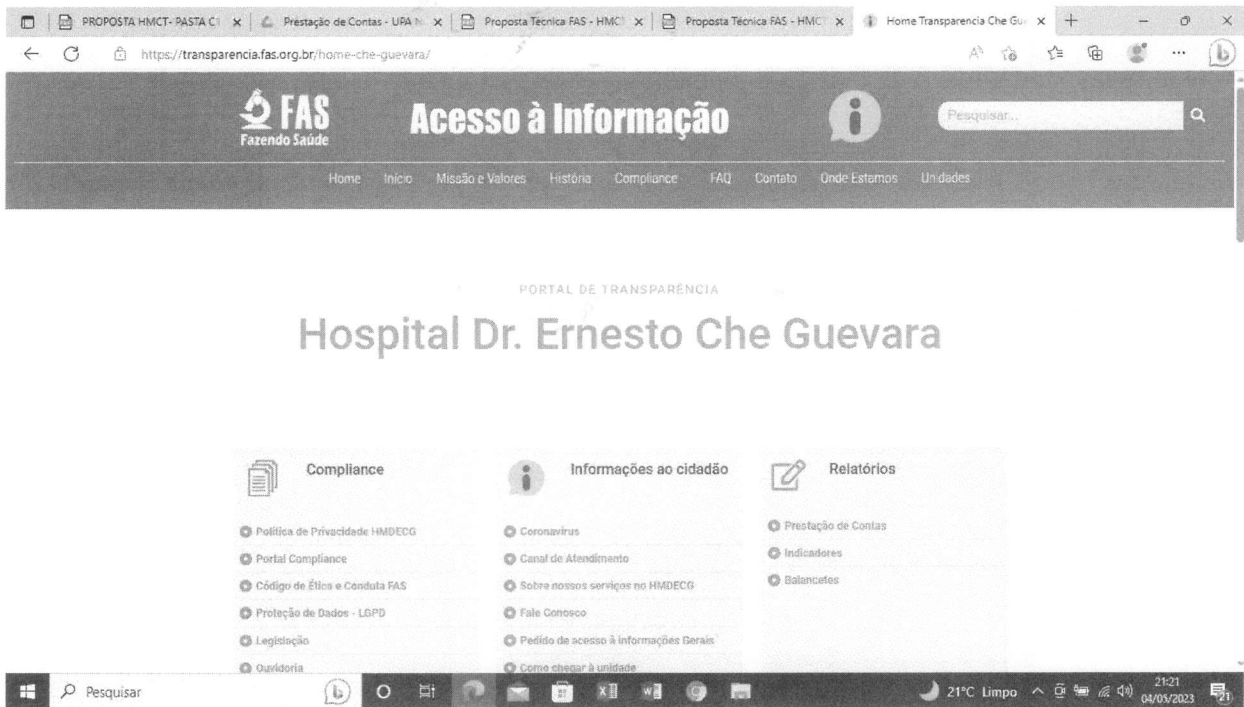 PROPOSTA HMCT- PASTA C
Prestação de Contas - UPA N
Proposta Técnica FAS - HMC
Proposta Técnica FAS - HMC
Home Transparencia Che Gu
https://transparencia.fas.org.br/home-che-guevara/
FAS
Fazendo Saúde
Acesso à Informação
Pesquisar...
Home Início Missão e Valores História Compliance FAQ Contato Onde Estamos Unidades
PORTAL DE TRANSPARÊNCIA
Hospital Dr. Ernesto Che Guevara
Compliance
Política de Privacidade HMDECG
Portal Compliance
Código de Ética e Conduta FAS
Proteção de Dados - LGPD
Legislação
Ouvidoria
Informações ao cidadão
Coronavírus
Canal de Atendimento
Sobre nossos serviços no HMDECG
Fale Conosco
Pedido de acesso à informações Gerais
Como chegar à unidade
Relatórios
Prestação de Contas
Indicadores
Balancetes
Pesquisar
21°C Limpo
21:21
04/05/2023
21